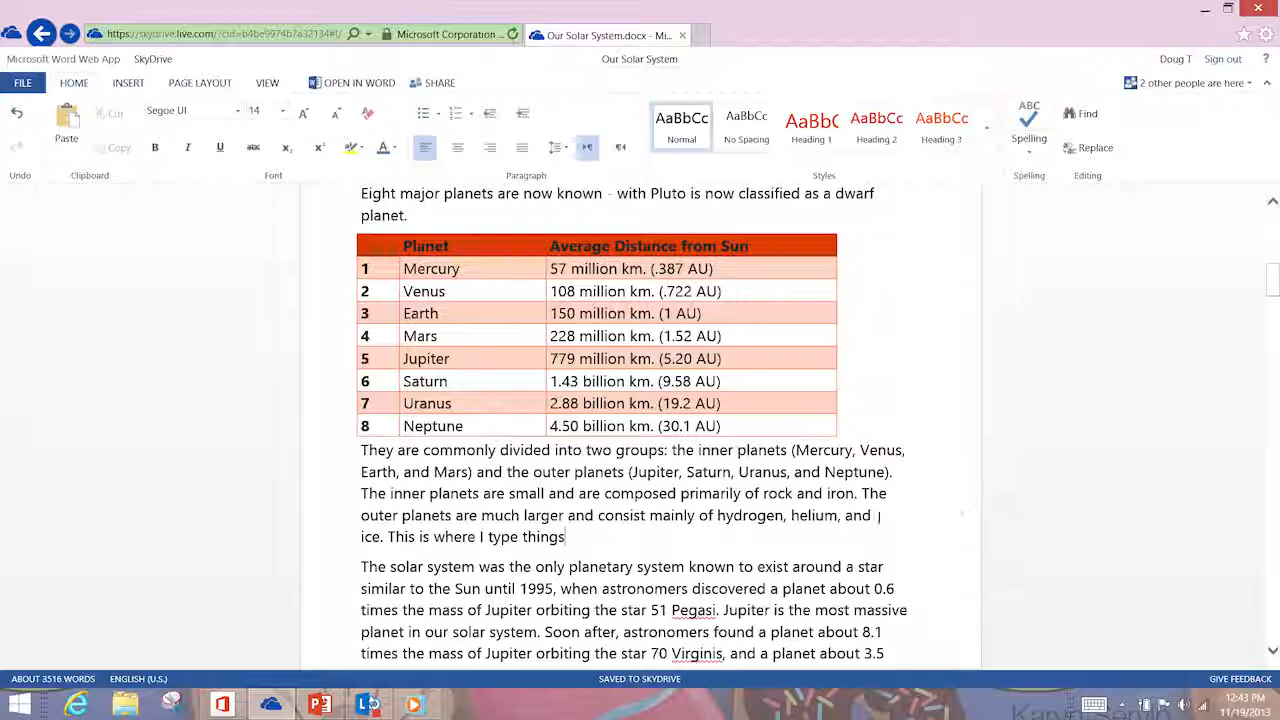 https://skydrive.live.com/?cid=b4be9974b7a32134#!/
Microsoft Corporation ...
Our Solar System.docx - Mi...
Microsoft Word Web App SkyDrive
Our Solar System
Doug T Sign out ?
FILE HOME INSERT PAGE LAYOUT VIEW OPEN IN WORD SHARE
2 other people are here
Segoe UI 14
Paste
Cut
Copy
B I U abc x₂ x² A
AaBbCc AaBbCc AaBbC AaBbCc AaBbCc
Normal No Spacing Heading 1 Heading 2 Heading 3
ABC
Spelling
Find
Replace
Undo Clipboard Font Paragraph Styles Spelling Editing
Eight major planets are now known - with Pluto is now classified as a dwarf
planet.
Planet Average Distance from Sun
1 Mercury 57 million km. (.387 AU)
2 Venus 108 million km. (.722 AU)
3 Earth 150 million km. (1 AU)
4 Mars 228 million km. (1.52 AU)
5 Jupiter 779 million km. (5.20 AU)
6 Saturn 1.43 billion km. (9.58 AU)
7 Uranus 2.88 billion km. (19.2 AU)
8 Neptune 4.50 billion km. (30.1 AU)
They are commonly divided into two groups: the inner planets (Mercury, Venus,
Earth, and Mars) and the outer planets (Jupiter, Saturn, Uranus, and Neptune).
The inner planets are small and are composed primarily of rock and iron. The
outer planets are much larger and consist mainly of hydrogen, helium, and
ice. This is where I type things
The solar system was the only planetary system known to exist around a star
similar to the Sun until 1995, when astronomers discovered a planet about 0.6
times the mass of Jupiter orbiting the star 51 Pegasi. Jupiter is the most massive
planet in our solar system. Soon after, astronomers found a planet about 8.1
times the mass of Jupiter orbiting the star 70 Virginis, and a planet about 3.5
ABOUT 3516 WORDS ENGLISH (U.S.) SAVED TO SKYDRIVE GIVE FEEDBACK
12:43 PM
11/19/2013